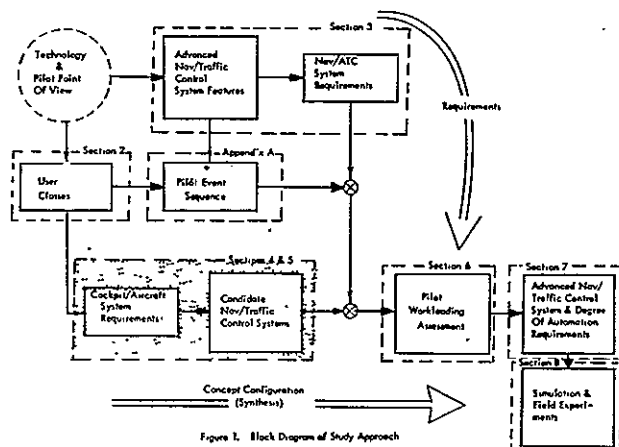 Section 3
Technology
&
Pilot Point
Of View
Advanced
Nav/Traffic
Control
System Features
Nav/ATC
System
Requirements
Requirements
Section 2
User
Classes
Appendix A
Pilot Event
Sequence
Sections 4 & 5
Cockpit/Aircraft
System
Requirements
Candidate
Nav/Traffic
Control Systems
Section 6
Pilot
Workloading
Assessment
Section 7
Advanced Nav/
Traffic Control
System & Degree
Of Automation
Requirements
Section 8
Simulation &
Field Experi-
ments
Concept Configuration
(Synthesis)
Figure 1. Block Diagram of Study Approach